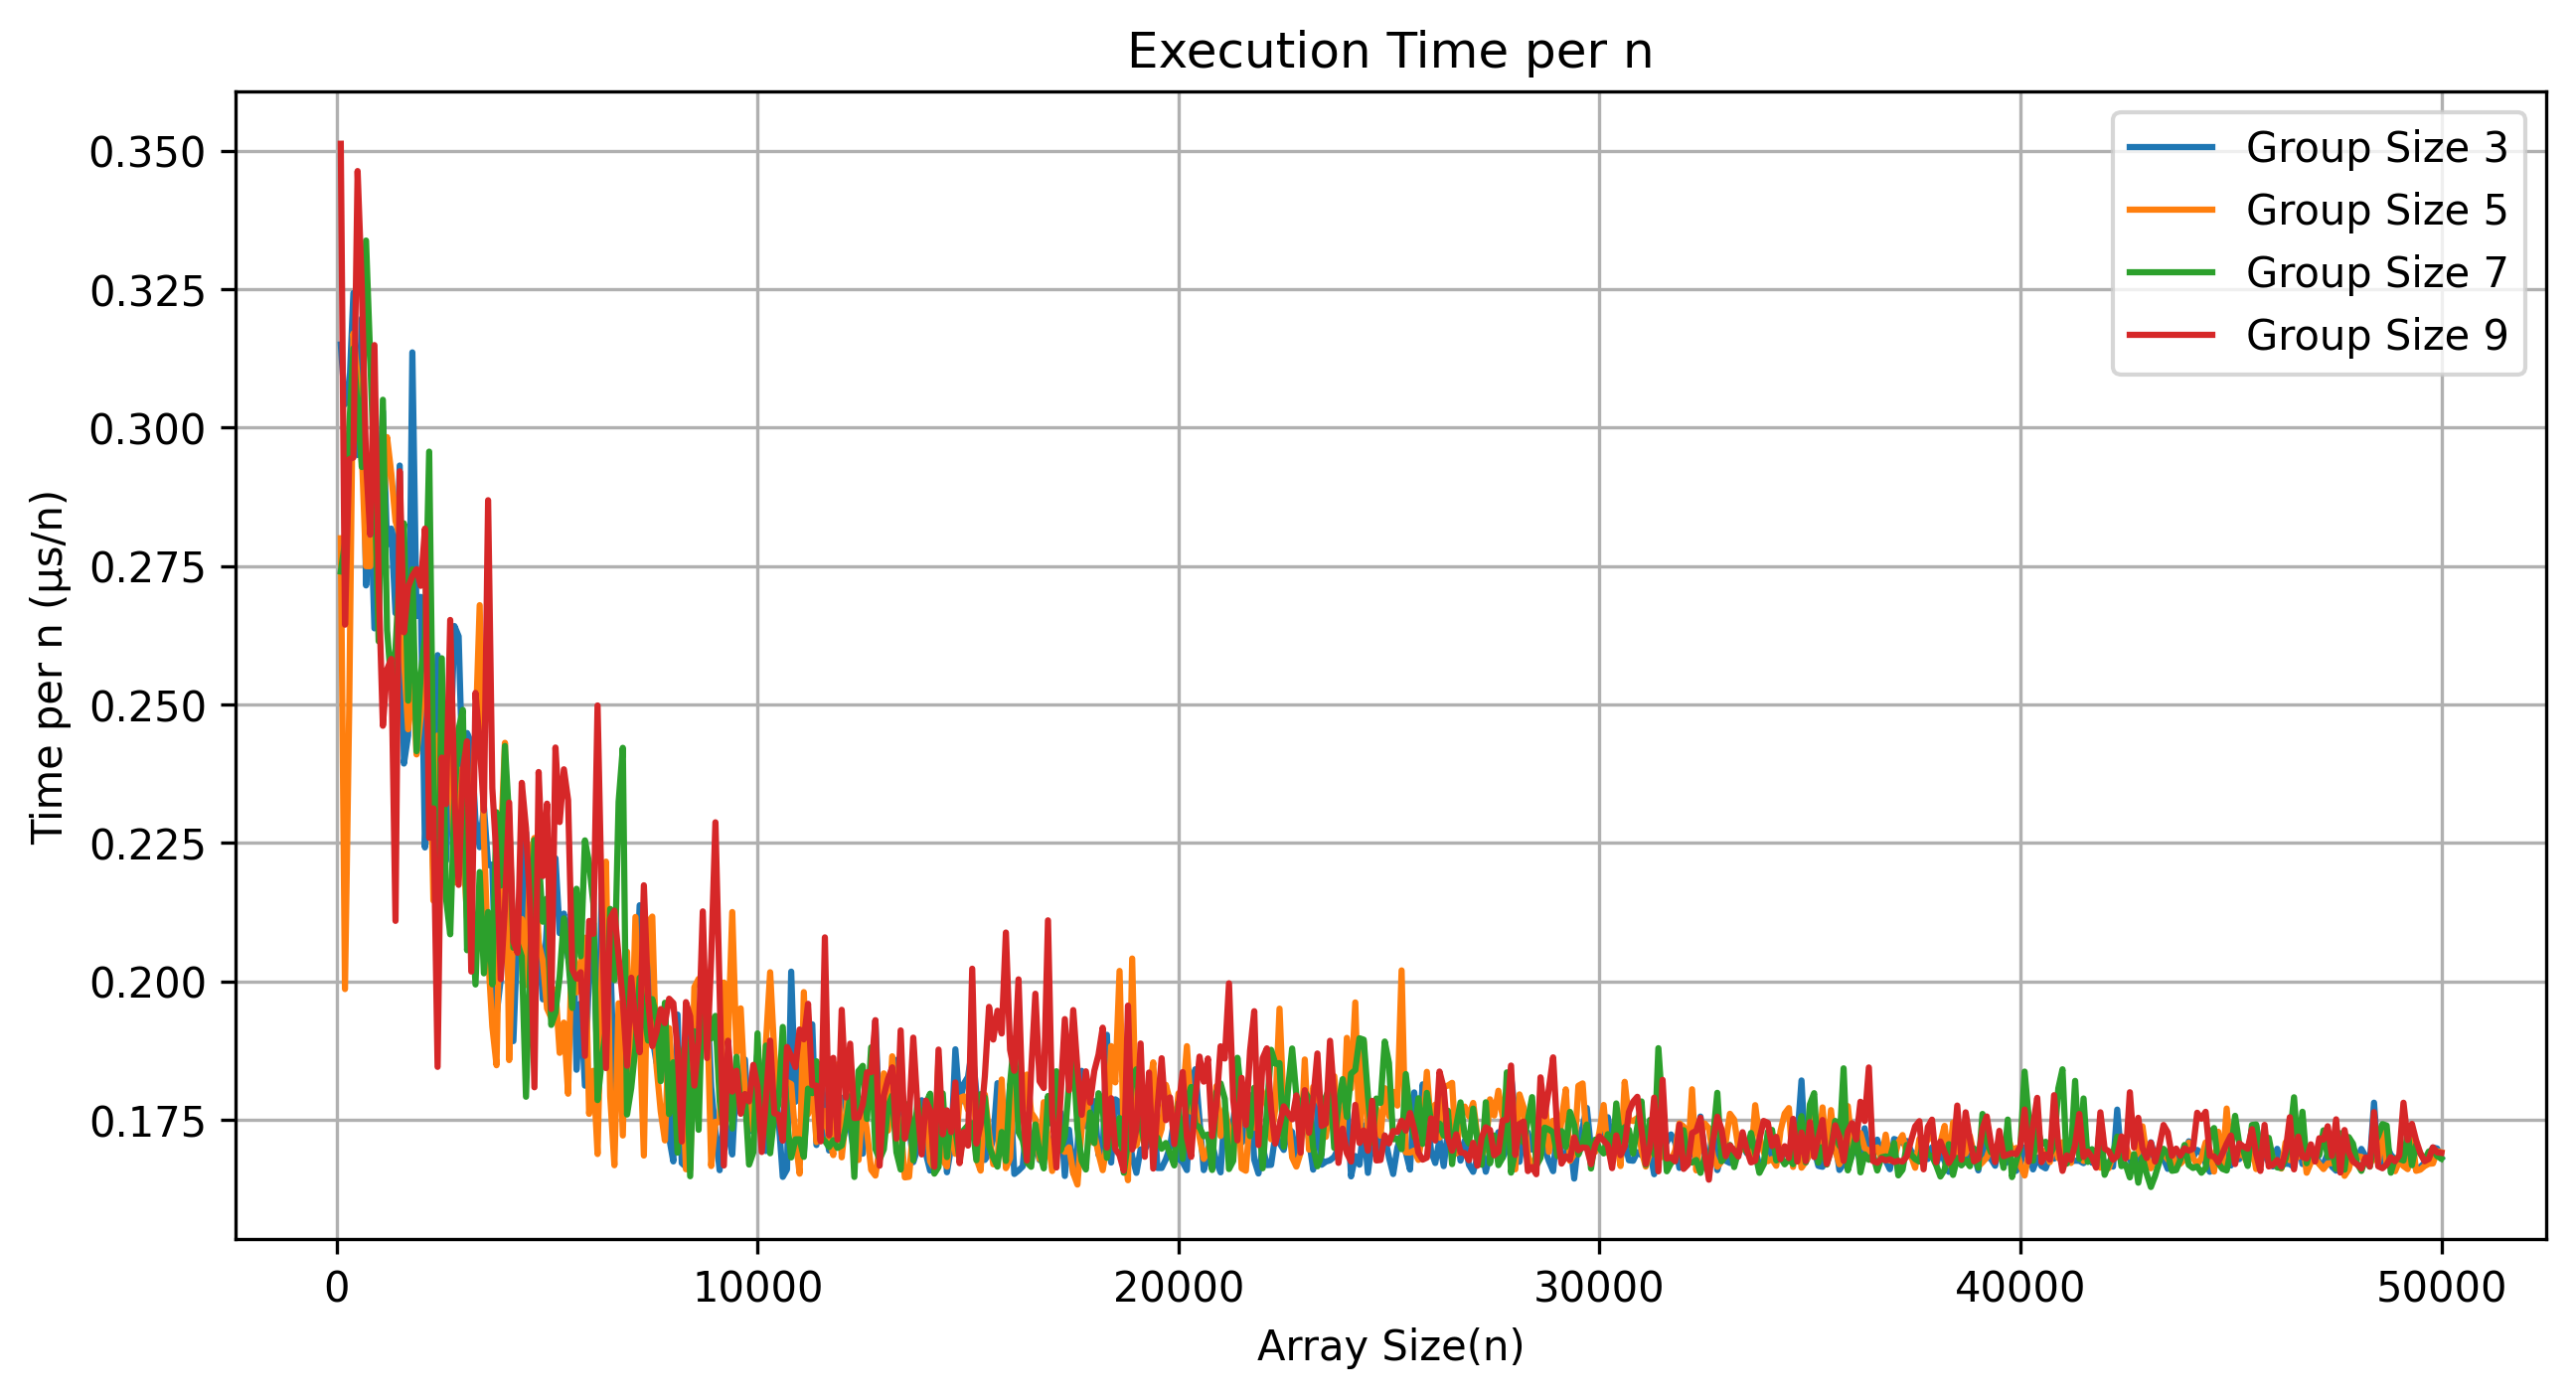 Execution Time per n
Time per n (µs/n)
0.350
0.325
0.300
0.275
0.250
0.225
0.200
0.175
Group Size 3
Group Size 5
Group Size 7
Group Size 9
0 10000 20000 30000 40000 50000
Array Size(n)